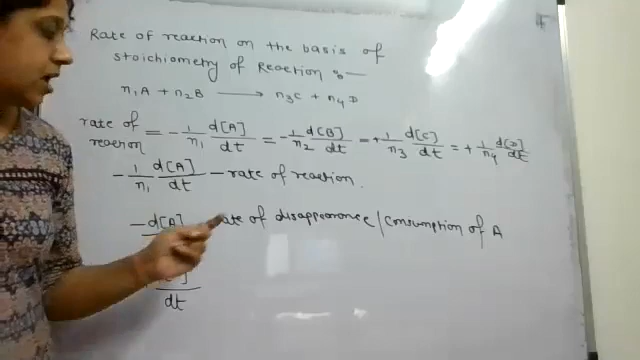 Rate of reaction on the basis of
stoichiometry of Reaction :—
n₁A + n₂B ⟶ n₃C + n₄D
rate of reacrion = - 1/n₁ d[A]/dt = - 1/n₂ d[B]/dt = + 1/n₃ d[C]/dt = + 1/n₄ d[D]/dt
- 1/n₁ d[A]/dt – rate of reaction.
- d[A] rate of disappearance / consumption of A
dt